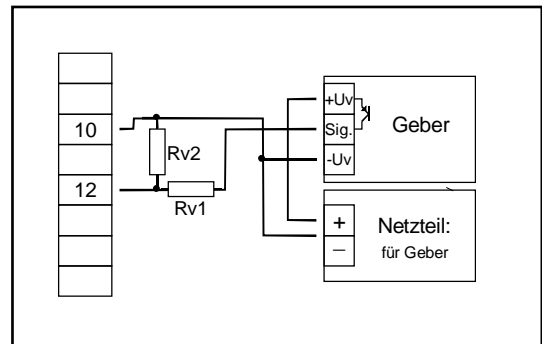 10
12
Rv2
Rv1
+Uv
Sig.
-Uv
Geber
+
−
Netzteil:
für Geber